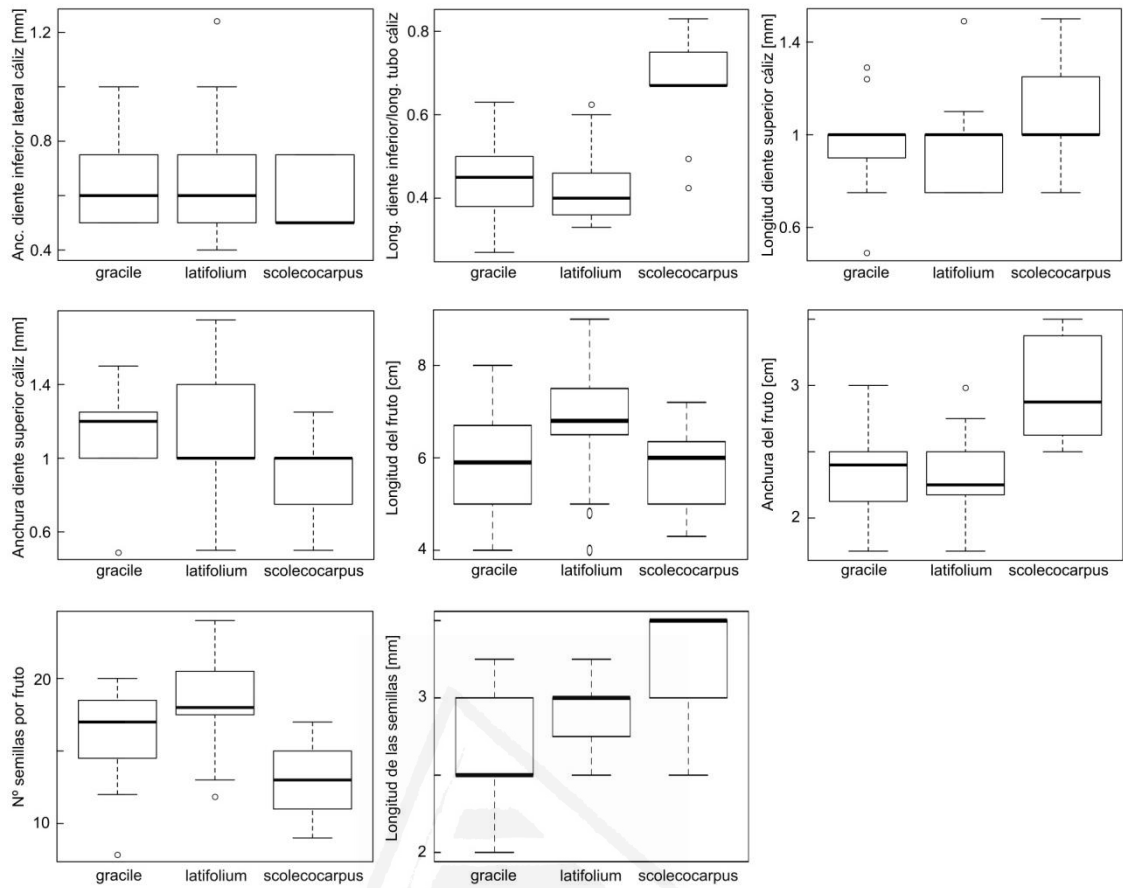 Anc. diente inferior lateral cáliz [mm]
1.2
0.8
0.4
gracile latifolium scolecocarpus
Long. diente inferior/long. tubo cáliz
0.8
0.6
0.4
gracile latifolium scolecocarpus
Longitud diente superior cáliz [mm]
1.4
1
0.6
gracile latifolium scolecocarpus
Anchura diente superior cáliz [mm]
1.4
1
0.6
gracile latifolium scolecocarpus
Longitud del fruto [cm]
8
6
4
gracile latifolium scolecocarpus
Anchura del fruto [cm]
3
2
gracile latifolium scolecocarpus
Nº semillas por fruto
20
10
gracile latifolium scolecocarpus
Longitud de las semillas [mm]
3
2
gracile latifolium scolecocarpus